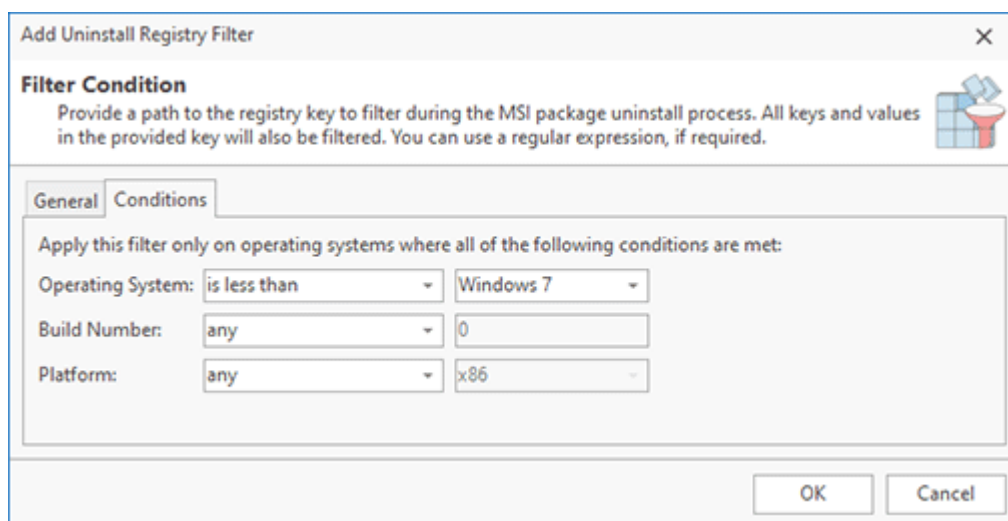 Add Uninstall Registry Filter
Filter Condition
Provide a path to the registry key to filter during the MSI package uninstall process. All keys and values
in the provided key will also be filtered. You can use a regular expression, if required.
General Conditions
Apply this filter only on operating systems where all of the following conditions are met:
Operating System: is less than Windows 7
Build Number: any 0
Platform: any x86
OK Cancel